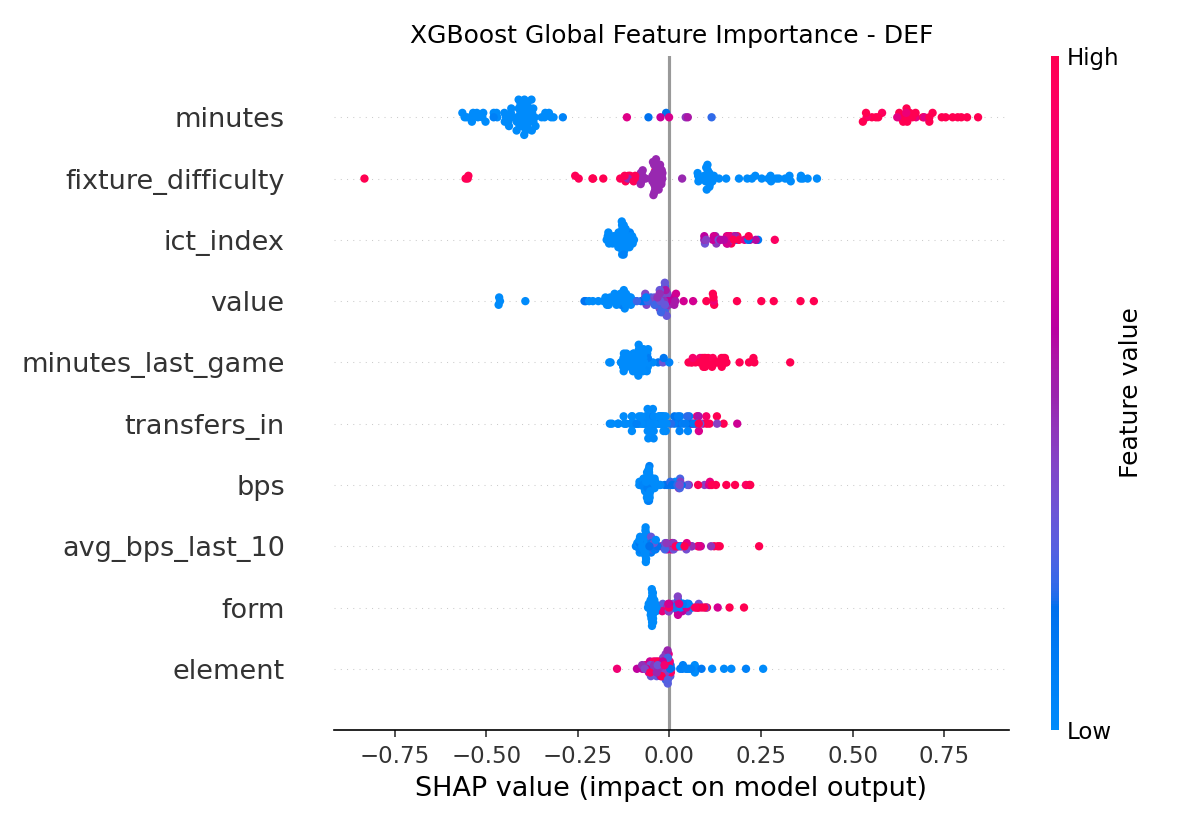 XGBoost Global Feature Importance - DEF
High
minutes
fixture_difficulty
ict_index
value
minutes_last_game
transfers_in
bps
avg_bps_last_10
form
element
Feature value
Low
−0.75 −0.50 −0.25 0.00 0.25 0.50 0.75
SHAP value (impact on model output)